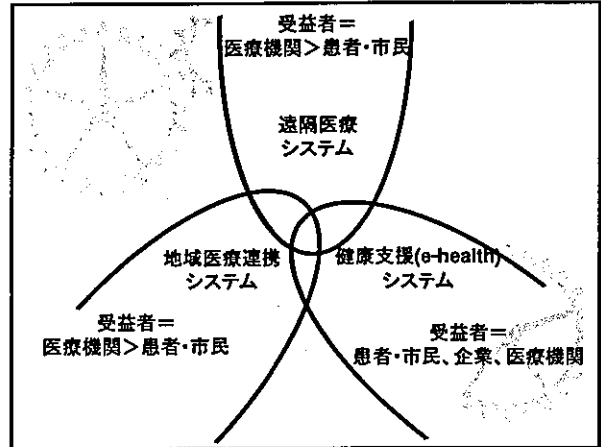 受益者＝
医療機関＞患者・市民
遠隔医療
システム
地域医療連携
システム
健康支援(e-health)
システム
受益者＝
医療機関＞患者・市民
受益者＝
患者・市民、企業、医療機関